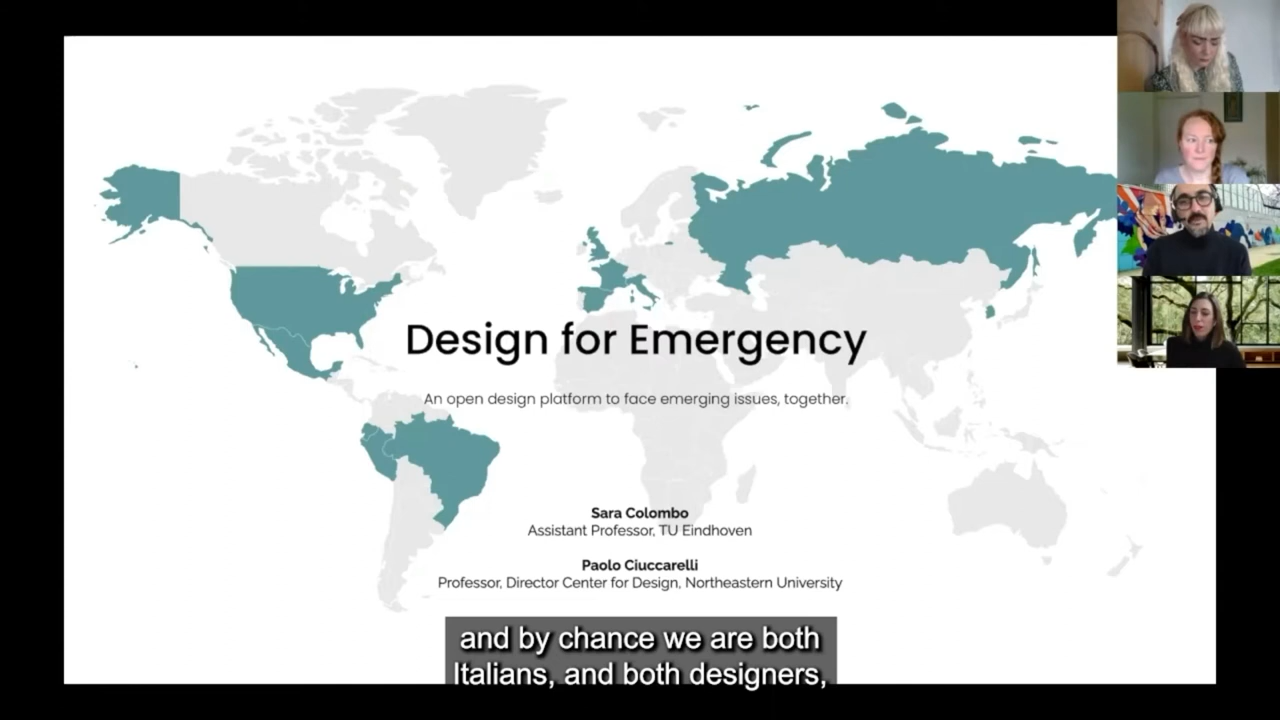 Design for Emergency
An open design platform to face emerging issues, together.
Sara Colombo
Assistant Professor, TU Eindhoven
Paolo Ciuccarelli
Professor, Director Center for Design, Northeastern University
and by chance we are both
Italians, and both designers,